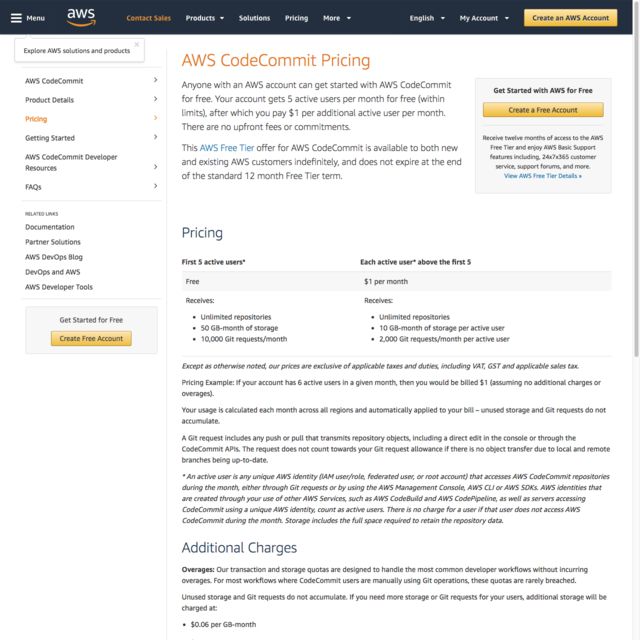 Menu
aws
Contact Sales
Products
Solutions
Pricing
More
English
My Account
Create an AWS Account
Explore AWS solutions and products
×
AWS CodeCommit
Product Details
Pricing
Getting Started
AWS CodeCommit Developer
Resources
FAQs
RELATED LINKS
Documentation
Partner Solutions
AWS DevOps Blog
DevOps and AWS
AWS Developer Tools
Get Started for Free
Create Free Account
AWS CodeCommit Pricing
Anyone with an AWS account can get started with AWS CodeCommit
for free. Your account gets 5 active users per month for free (within
limits), after which you pay $1 per additional active user per month.
There are no upfront fees or commitments.
This AWS Free Tier offer for AWS CodeCommit is available to both new
and existing AWS customers indefinitely, and does not expire at the end
of the standard 12 month Free Tier term.
Get Started with AWS for Free
Create a Free Account
Receive twelve months of access to the AWS
Free Tier and enjoy AWS Basic Support
features including, 24x7x365 customer
service, support forums, and more.
View AWS Free Tier Details »
Pricing
First 5 active users* Each active user* above the first 5
Free $1 per month
Receives: Receives:
• Unlimited repositories • Unlimited repositories
• 50 GB-month of storage • 10 GB-month of storage per active user
• 10,000 Git requests/month • 2,000 Git requests/month per active user
Except as otherwise noted, our prices are exclusive of applicable taxes and duties, including VAT, GST and applicable sales tax.
Pricing Example: If your account has 6 active users in a given month, then you would be billed $1 (assuming no additional charges or
overages).
Your usage is calculated each month across all regions and automatically applied to your bill – unused storage and Git requests do not
accumulate.
A Git request includes any push or pull that transmits repository objects, including a direct edit in the console or through the
CodeCommit APIs. The request does not count towards your Git request allowance if there is no object transfer due to local and remote
branches being up-to-date.
* An active user is any unique AWS identity (IAM user/role, federated user, or root account) that accesses AWS CodeCommit repositories
during the month, either through Git requests or by using the AWS Management Console, AWS CLI or AWS SDKs. AWS identities that
are created through your use of other AWS Services, such as AWS CodeBuild and AWS CodePipeline, as well as servers accessing
CodeCommit using a unique AWS identity, count as active users. There is no charge for a user if that user does not access AWS
CodeCommit during the month. Storage includes the full space required to retain the repository data.
Additional Charges
Overages: Our transaction and storage quotas are designed to handle the most common developer workflows without incurring
overages. For most workflows where CodeCommit users are manually using Git operations, these quotas are rarely breached.
Unused storage and Git requests do not accumulate. If you need more storage or Git requests for your users, additional storage will be
charged at:
• $0.06 per GB-month